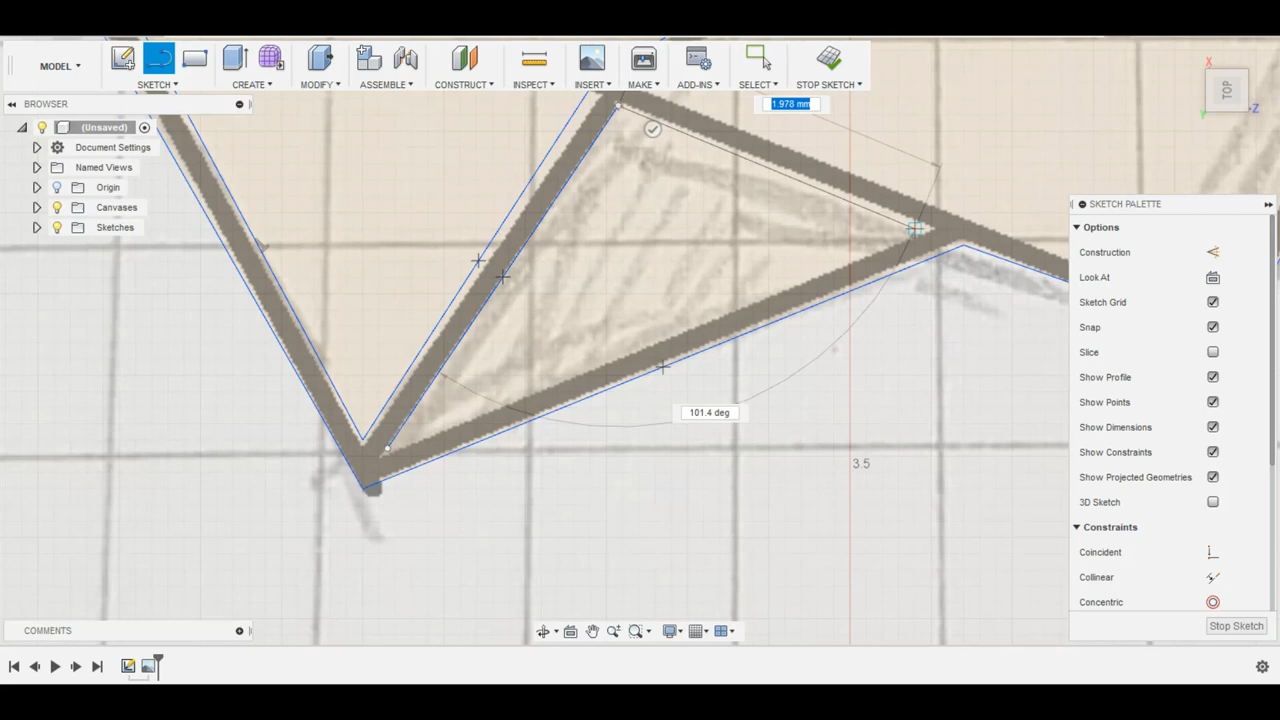 MODEL
SKETCH
CREATE
MODIFY
ASSEMBLE
CONSTRUCT
INSPECT
INSERT
MAKE
ADD-INS
SELECT
STOP SKETCH
BROWSER
(Unsaved)
Document Settings
Named Views
Origin
Canvases
Sketches
1.978 mm
101.4 deg
3.5
X
TOP
Z
Y
SKETCH PALETTE
Options
Construction
Look At
Sketch Grid
Snap
Slice
Show Profile
Show Points
Show Dimensions
Show Constraints
Show Projected Geometries
3D Sketch
Constraints
Coincident
Collinear
Concentric
Stop Sketch
COMMENTS